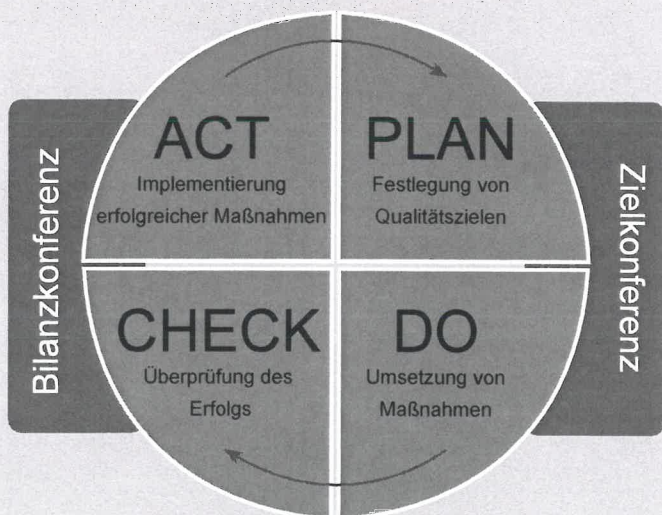 ACT
Implementierung
erfolgreicher Maßnahmen
PLAN
Festlegung von
Qualitätszielen
CHECK
Überprüfung des
Erfolgs
DO
Umsetzung von
Maßnahmen
Bilanzkonferenz
Zielkonferenz